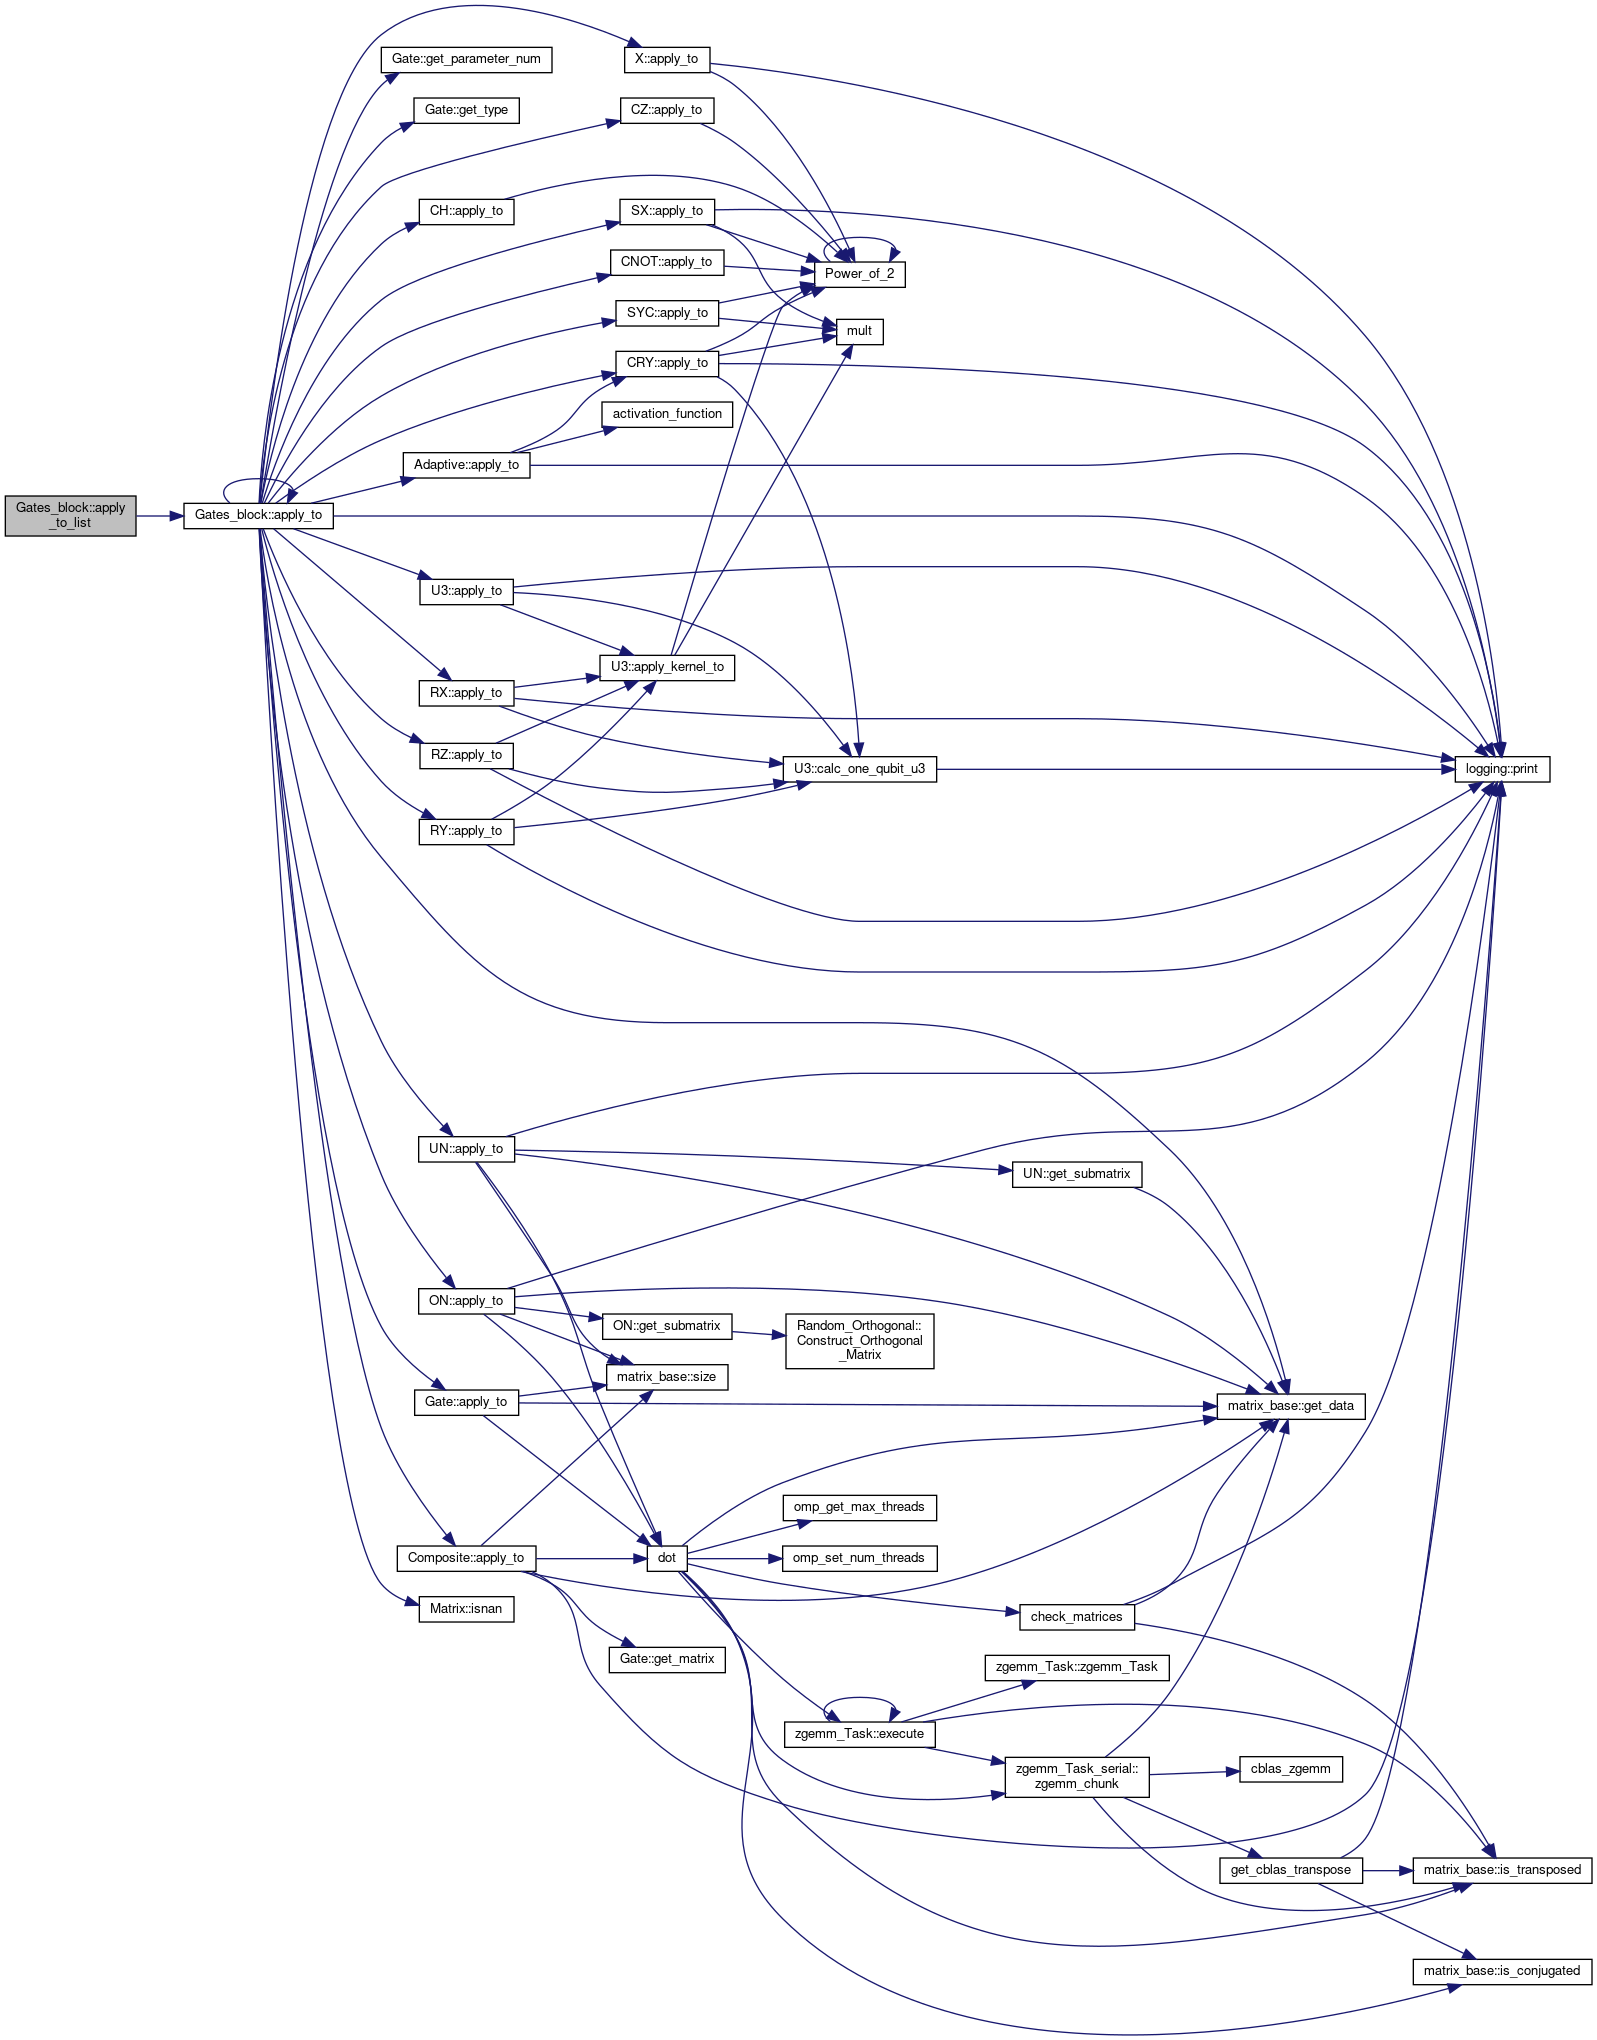 X::apply_to
Gate::get_parameter_num
Gate::get_type
CZ::apply_to
CH::apply_to
SX::apply_to
CNOT::apply_to
Power_of_2
SYC::apply_to
mult
CRY::apply_to
activation_function
Adaptive::apply_to
Gates_block::apply
_to_list
Gates_block::apply_to
U3::apply_to
U3::apply_kernel_to
RX::apply_to
RZ::apply_to
U3::calc_one_qubit_u3
logging::print
RY::apply_to
UN::apply_to
UN::get_submatrix
ON::apply_to
ON::get_submatrix
Random_Orthogonal::
Construct_Orthogonal
_Matrix
matrix_base::size
Gate::apply_to
matrix_base::get_data
omp_get_max_threads
Composite::apply_to
dot
omp_set_num_threads
Matrix::isnan
check_matrices
Gate::get_matrix
zgemm_Task::zgemm_Task
zgemm_Task::execute
zgemm_Task_serial::
zgemm_chunk
cblas_zgemm
get_cblas_transpose
matrix_base::is_transposed
matrix_base::is_conjugated